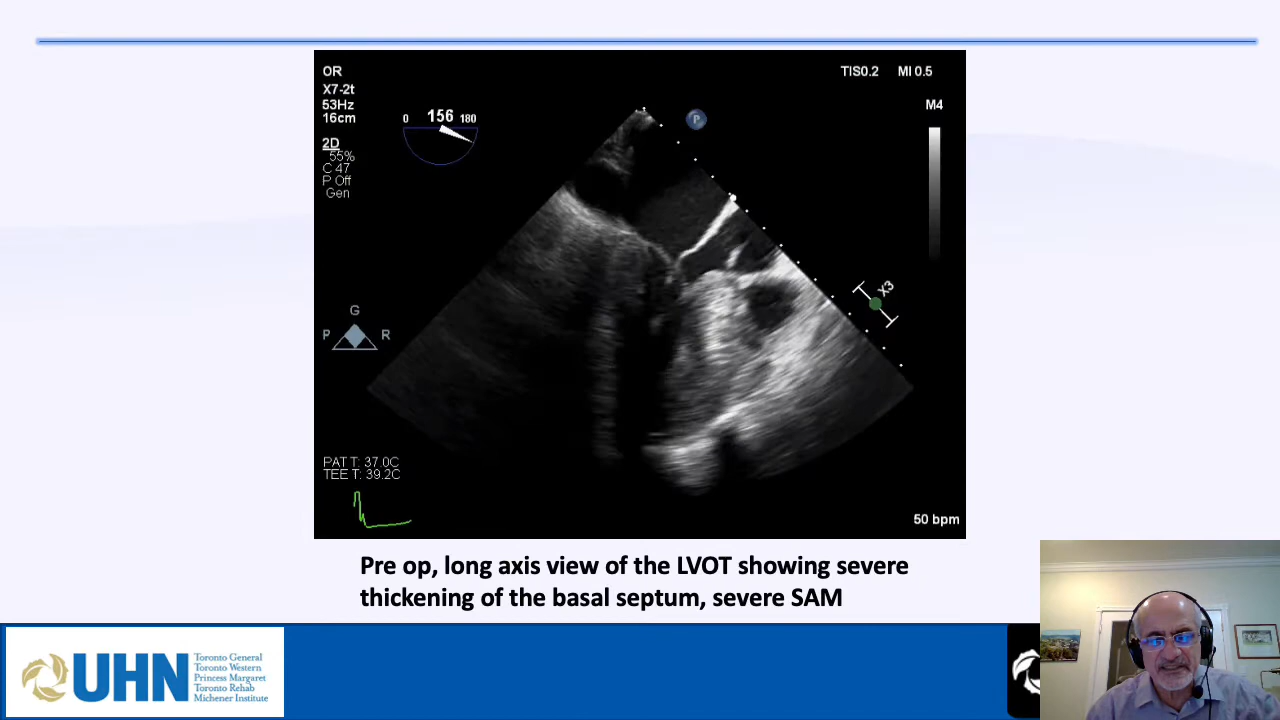 OR
X7-2t
53Hz
16cm
2D
55%
C 47
P Off
Gen
0 156 180
P
TIS0.2 MI 0.5
M4
X3
G
P R
PAT T: 37.0C
TEE T: 39.2C
50 bpm
Pre op, long axis view of the LVOT showing severe
thickening of the basal septum, severe SAM
UHN
Toronto General
Toronto Western
Princess Margaret
Toronto Rehab
Michener Institute